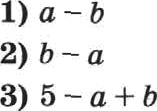 1) a – b
2) b – a
3) 5 – a + b